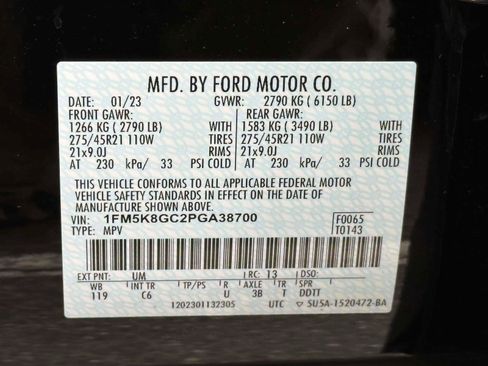 MFD. BY FORD MOTOR CO.
DATE 01/23 GVWR: 2790 KG ( 6150 LB)
FRONT GAWR: REAR GAWR:
1266 KG ( 2790 LB) WITH 1583 KG ( 3490 LB) WITH
275/45R21 110W TIRES 275/45R21 110W TIRES
21x9.0J RIMS 21x9.0J RIMS
AT 230 kPa/ 33 PSI COLD AT 230 kPa/ 33 PSI COLD
THIS VEHICLE CONFORMS TO ALL APPLICABLE FEDERAL MOTOR
VEHICLE SAFETY STANDARDS IN EFFECT ON THE DATE OF
MANUFACTURE SHOWN ABOVE.
VIN: 1FM5K8GC2PGA38700 F0065
TYPE: MPV T0143
EXT PNT: UM RC: 13 DSO:
WB INT TR TP/PS R AXLE TR SPR
119 C6 U 3B T DDTT
1202301132305 UTC 5U5A-1520472-BA